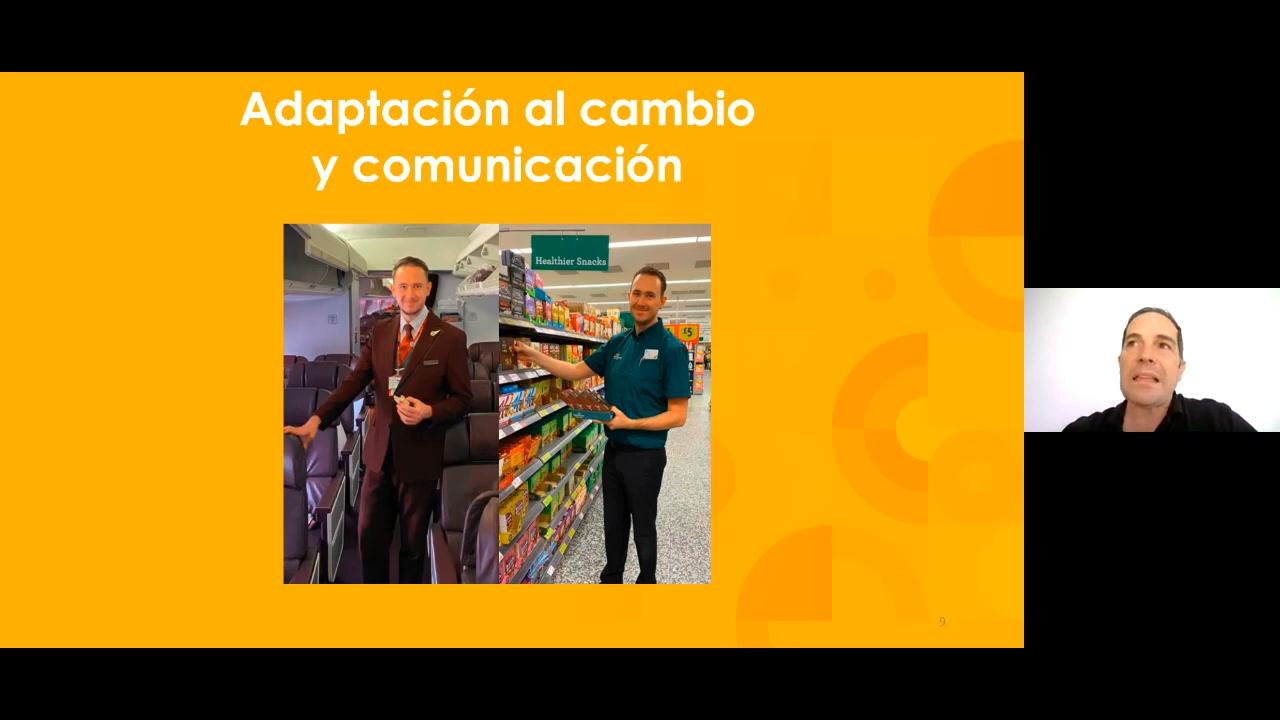 Adaptación al cambio
y comunicación
Healthier Snacks
£5
9